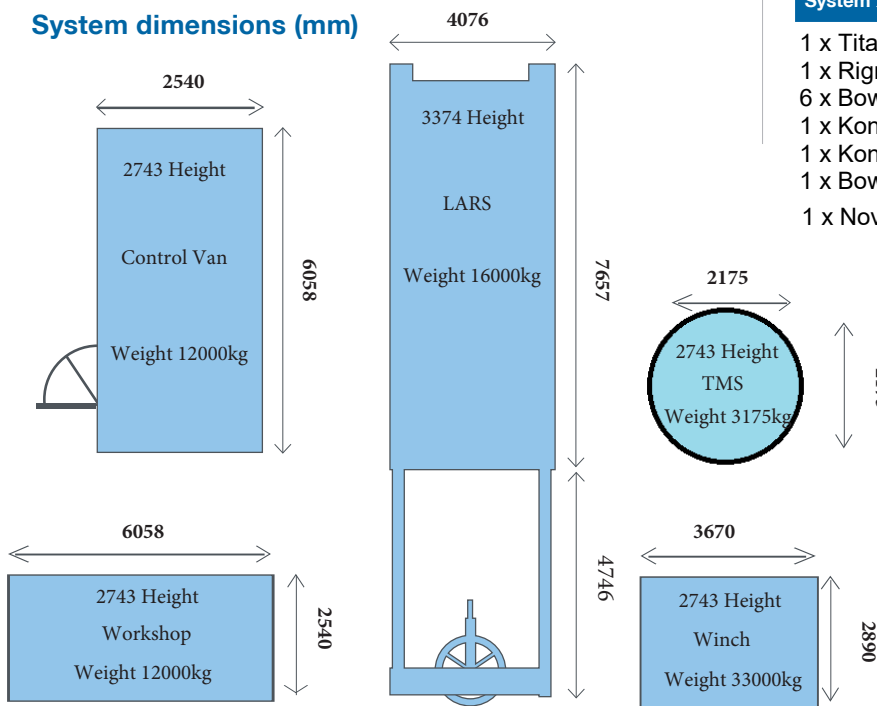 System dimensions (mm)
4076
System
1 x
1 x
6 x
1 x
1 x
1 x
1 x
2540
2743 Height
Control Van
Weight 12000kg
6058
3374 Height
LARS
Weight 16000kg
7657
4746
2175
2743 Height
TMS
Weight 3175kg
6058
2743 Height
Workshop
Weight 12000kg
2540
3670
2743 Height
Winch
Weight 33000kg
2890